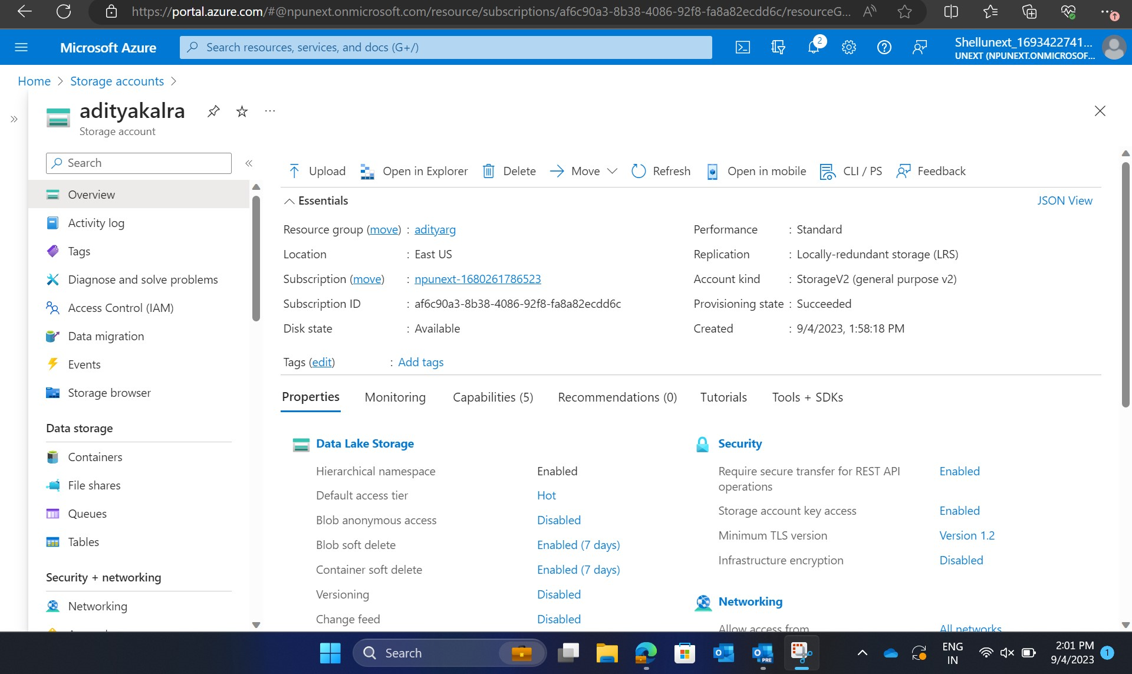 https://portal.azure.com/#@npunext.onmicrosoft.com/resource/subscriptions/af6c90a3-8b38-4086-92f8-fa8a82ecdd6c/resourceG...
Microsoft Azure
Search resources, services, and docs (G+/)
2
Shellunext_1693422741...
UNEXT (NPUNEXT.ONMICROSOF...
Home > Storage accounts >
adityakalra
Storage account
Search
Overview
Activity log
Tags
Diagnose and solve problems
Access Control (IAM)
Data migration
Events
Storage browser
Data storage
Containers
File shares
Queues
Tables
Security + networking
Networking
Upload Open in Explorer Delete Move Refresh Open in mobile CLI / PS Feedback
Essentials
JSON View
Resource group (move) : adityarg
Location : East US
Subscription (move) : npunext-1680261786523
Subscription ID : af6c90a3-8b38-4086-92f8-fa8a82ecdd6c
Disk state : Available
Performance : Standard
Replication : Locally-redundant storage (LRS)
Account kind : StorageV2 (general purpose v2)
Provisioning state : Succeeded
Created : 9/4/2023, 1:58:18 PM
Tags (edit) : Add tags
Properties Monitoring Capabilities (5) Recommendations (0) Tutorials Tools + SDKs
Data Lake Storage
Hierarchical namespace Enabled
Default access tier Hot
Blob anonymous access Disabled
Blob soft delete Enabled (7 days)
Container soft delete Enabled (7 days)
Versioning Disabled
Change feed Disabled
Security
Require secure transfer for REST API Enabled
operations
Storage account key access Enabled
Minimum TLS version Version 1.2
Infrastructure encryption Disabled
Networking
Allow access from All networks
Search
PRE
ENG
IN
2:01 PM
9/4/2023
1